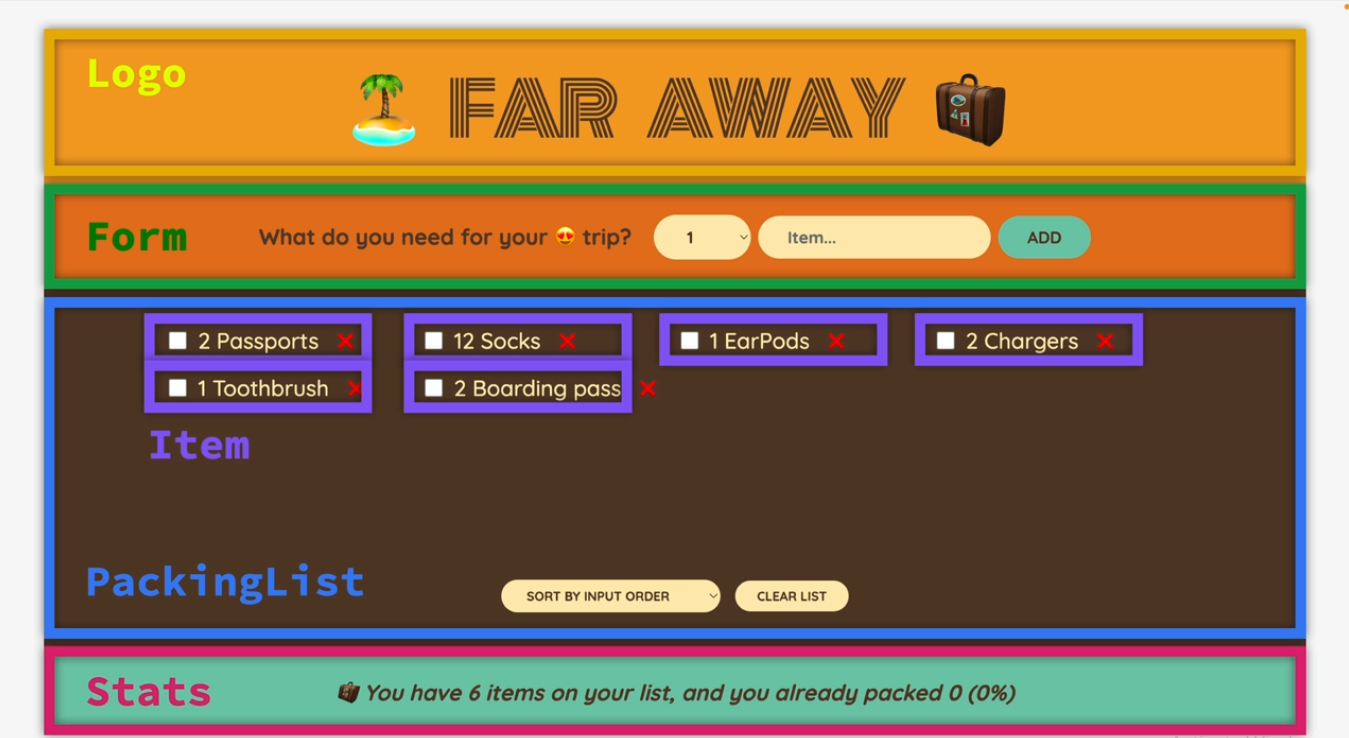 Logo
FAR AWAY
Form
What do you need for your 😍 trip?
1
Item...
ADD
2 Passports ❌
12 Socks ❌
1 EarPods ❌
2 Chargers ❌
1 Toothbrush ❌
2 Boarding pass ❌
Item
PackingList
SORT BY INPUT ORDER
CLEAR LIST
Stats
You have 6 items on your list, and you already packed 0 (0%)